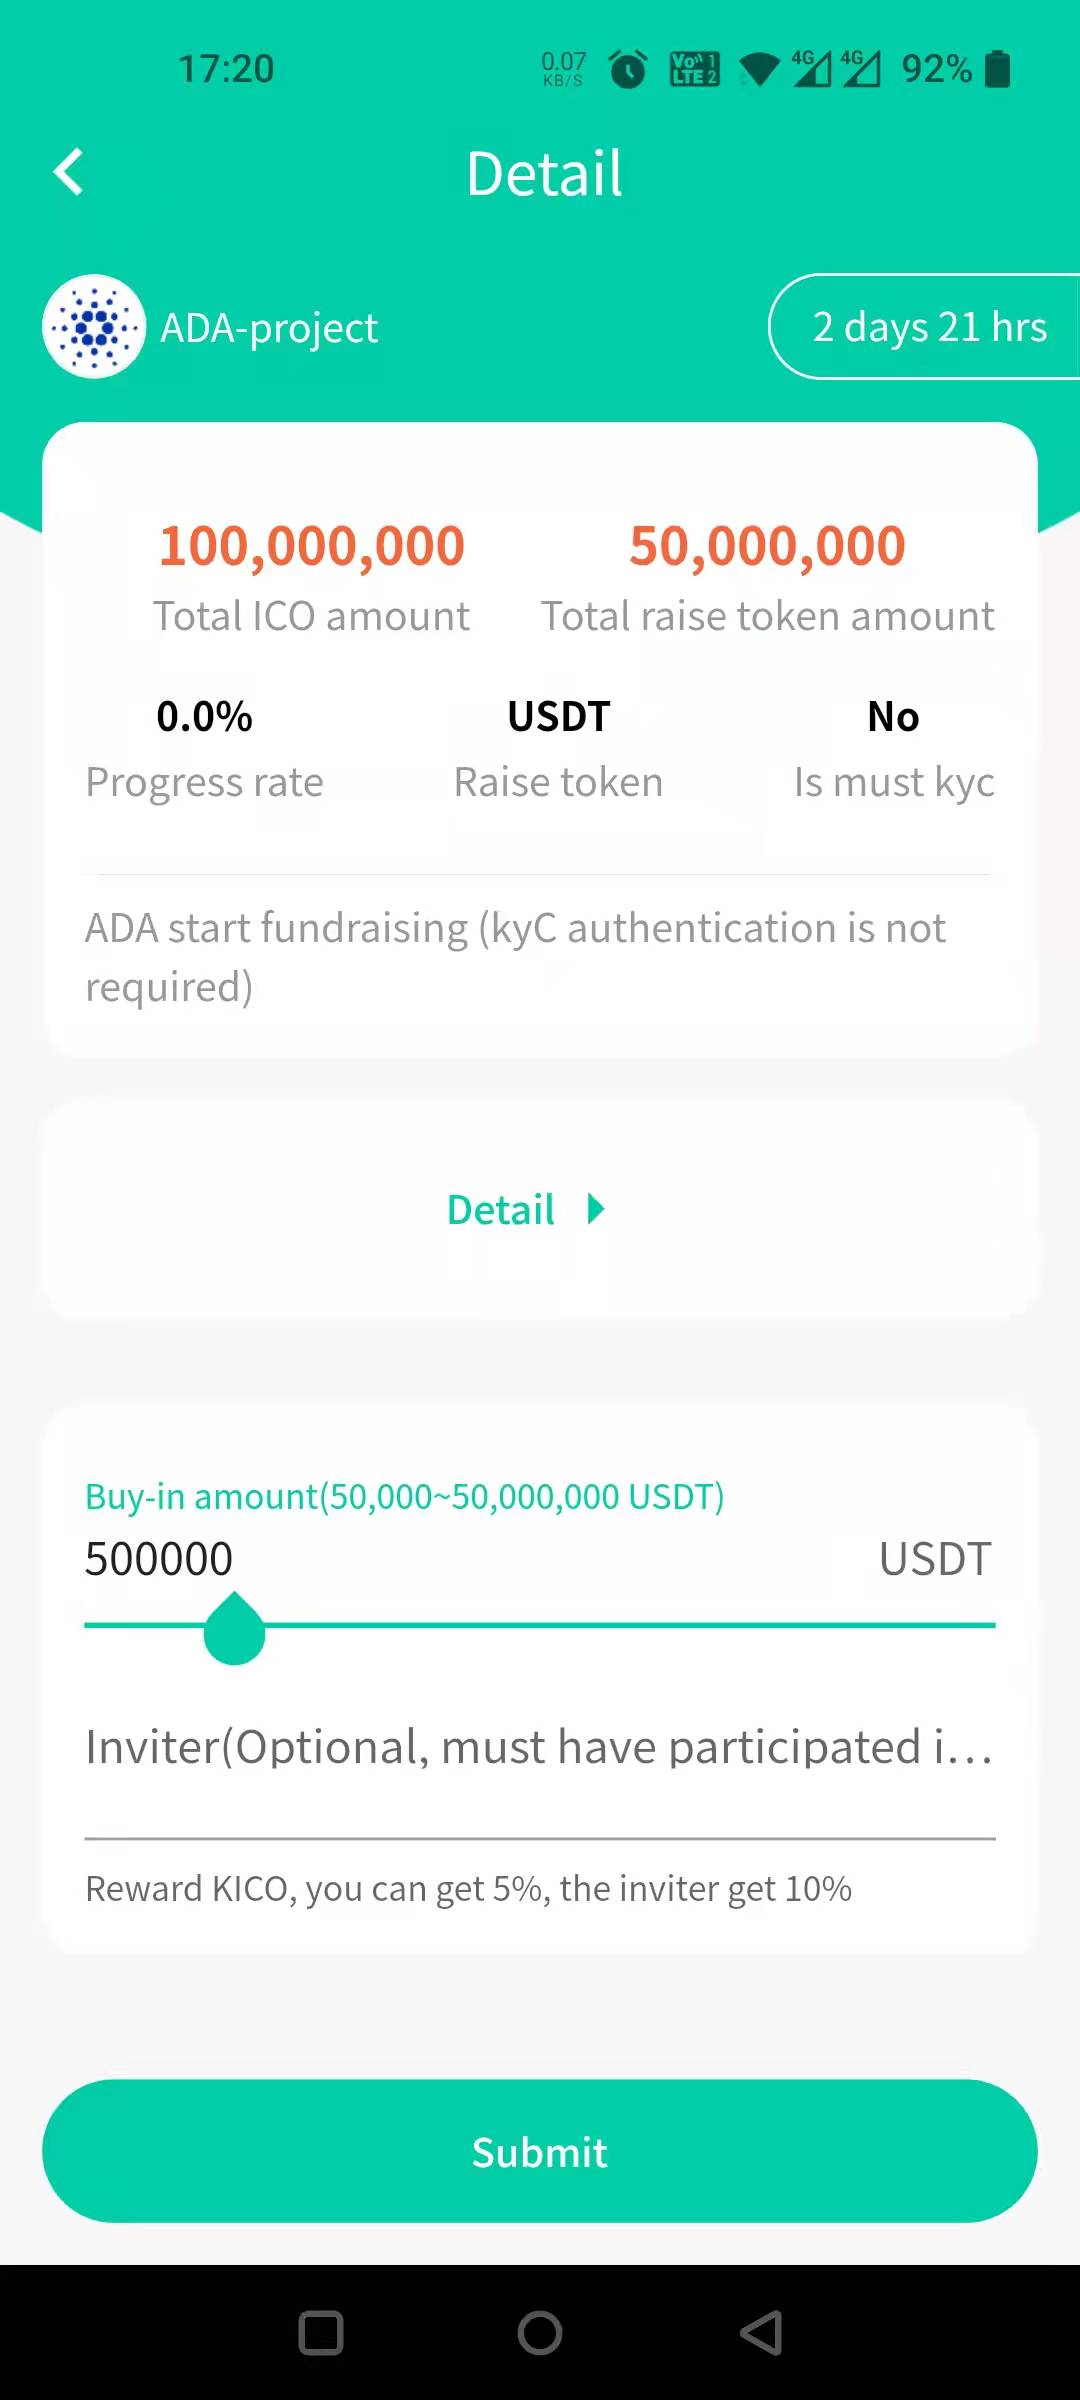 17:20
0.07
KB/S
Vo 1
LTE 2
4G 4G
92%
Detail
ADA-project
2 days 21 hrs
100,000,000
50,000,000
Total ICO amount
Total raise token amount
0.0%
USDT
No
Progress rate
Raise token
Is must kyc
ADA start fundraising (kyC authentication is not
required)
Detail
Buy-in amount(50,000~50,000,000 USDT)
500000
USDT
Inviter(Optional, must have participated i...
Reward KICO, you can get 5%, the inviter get 10%
Submit